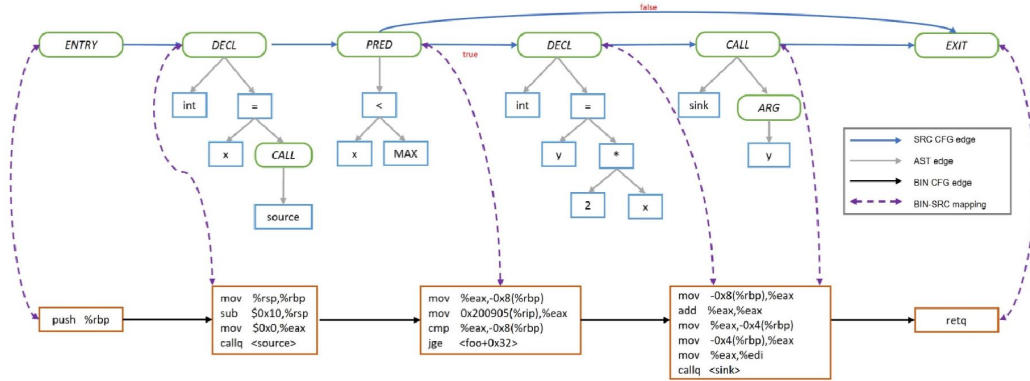 false
ENTRY
DECL
PRED
DECL
CALL
EXIT
true
int
=
<
int
=
sink
ARG
x
CALL
x
MAX
y
*
y
source
2
x
SRC CFG edge
AST edge
BIN CFG edge
BIN-SRC mapping
push %rbp
mov %rsp,%rbp
sub $0x10,%rsp
mov $0x0,%eax
callq <source>
mov %eax,-0x8(%rbp)
mov 0x200905(%rip),%eax
cmp %eax,-0x8(%rbp)
jge <foo+0x32>
mov -0x8(%rbp),%eax
add %eax,%eax
mov %eax,-0x4(%rbp)
mov -0x4(%rbp),%eax
mov %eax,%edi
callq <sink>
retq